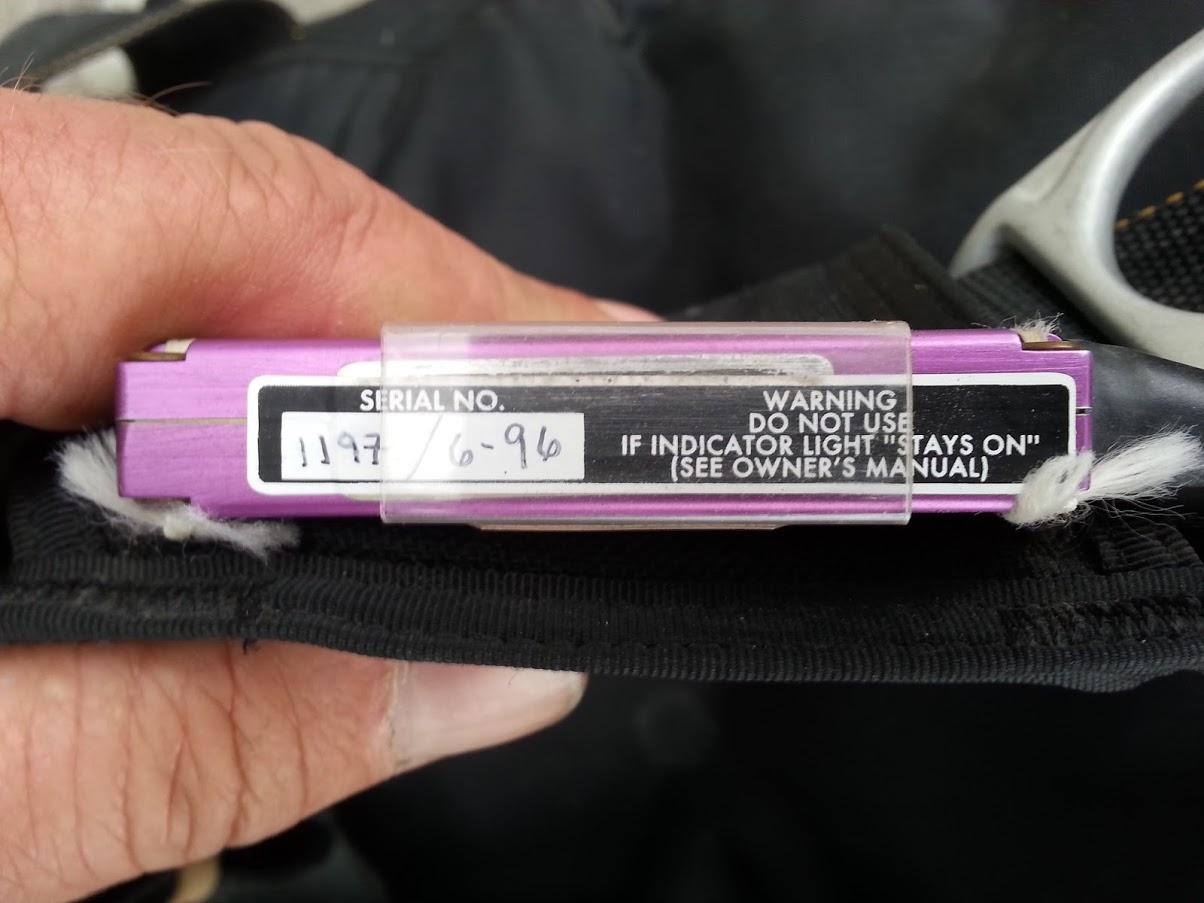 SERIAL NO.
1197/6-96
WARNING
DO NOT USE
IF INDICATOR LIGHT "STAYS ON"
(SEE OWNER'S MANUAL)